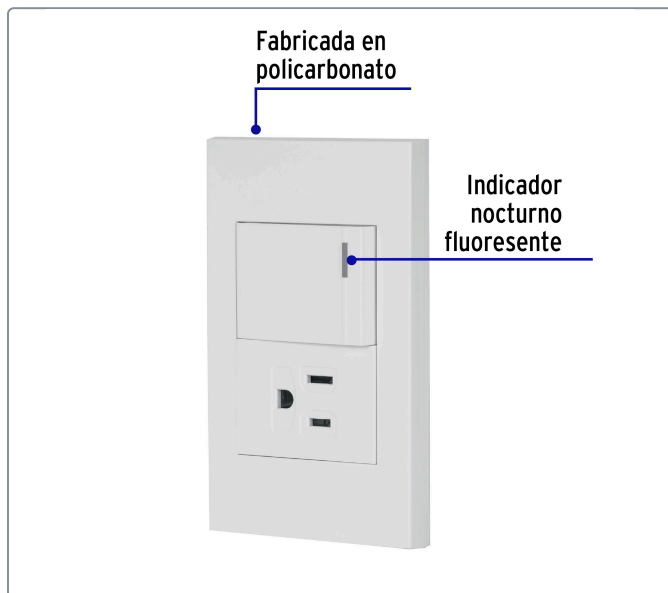 Fabricada en
policarbonato
Indicador
nocturno
fluoresente